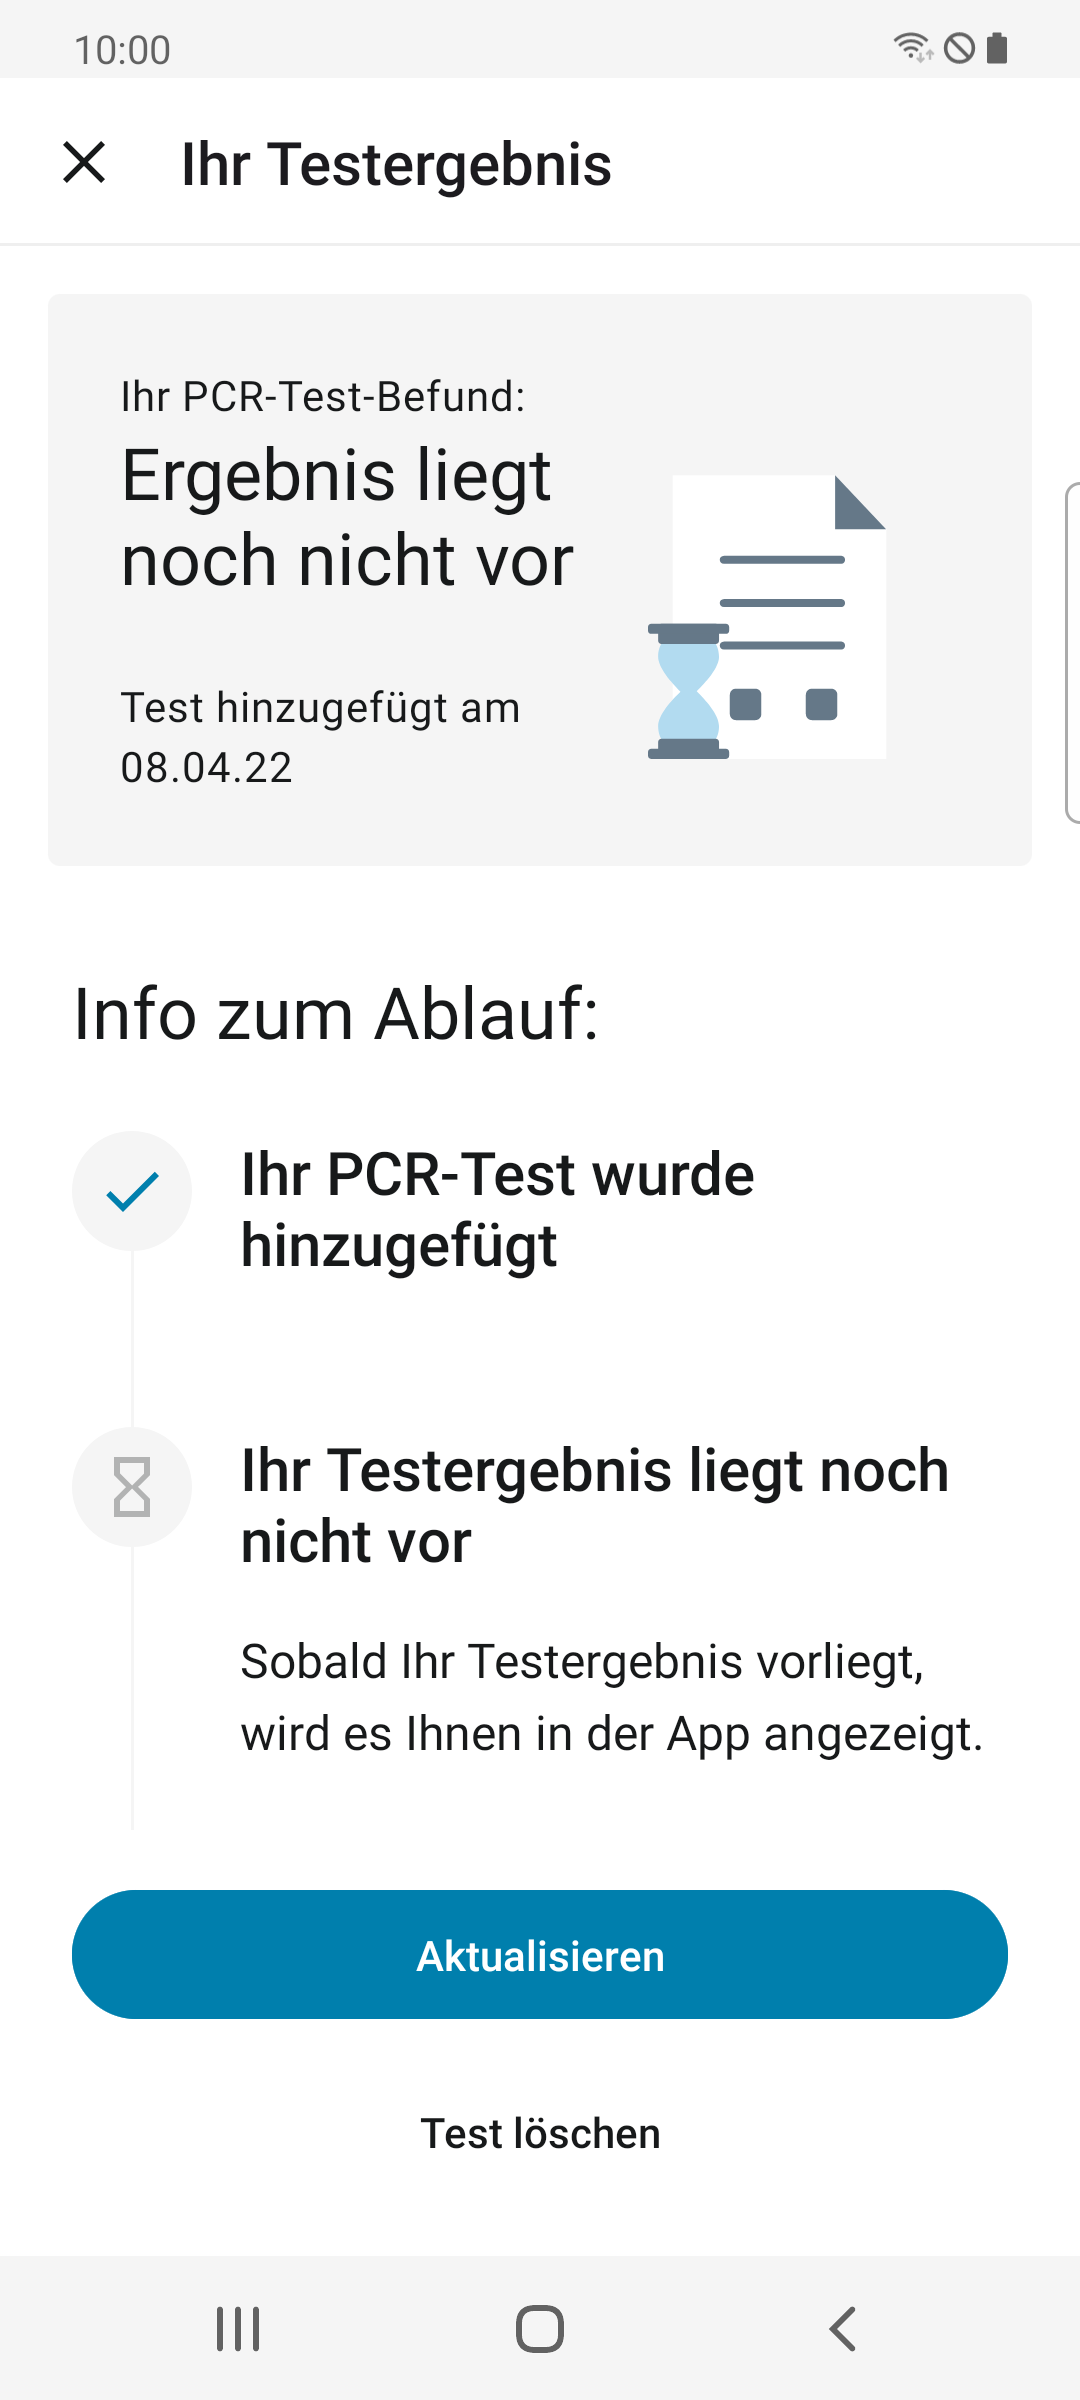 10:00
Ihr Testergebnis
Ihr PCR-Test-Befund:
Ergebnis liegt
noch nicht vor
Test hinzugefügt am
08.04.22
Info zum Ablauf:
Ihr PCR-Test wurde
hinzugefügt
Ihr Testergebnis liegt noch
nicht vor
Sobald Ihr Testergebnis vorliegt,
wird es Ihnen in der App angezeigt.
Aktualisieren
Test löschen